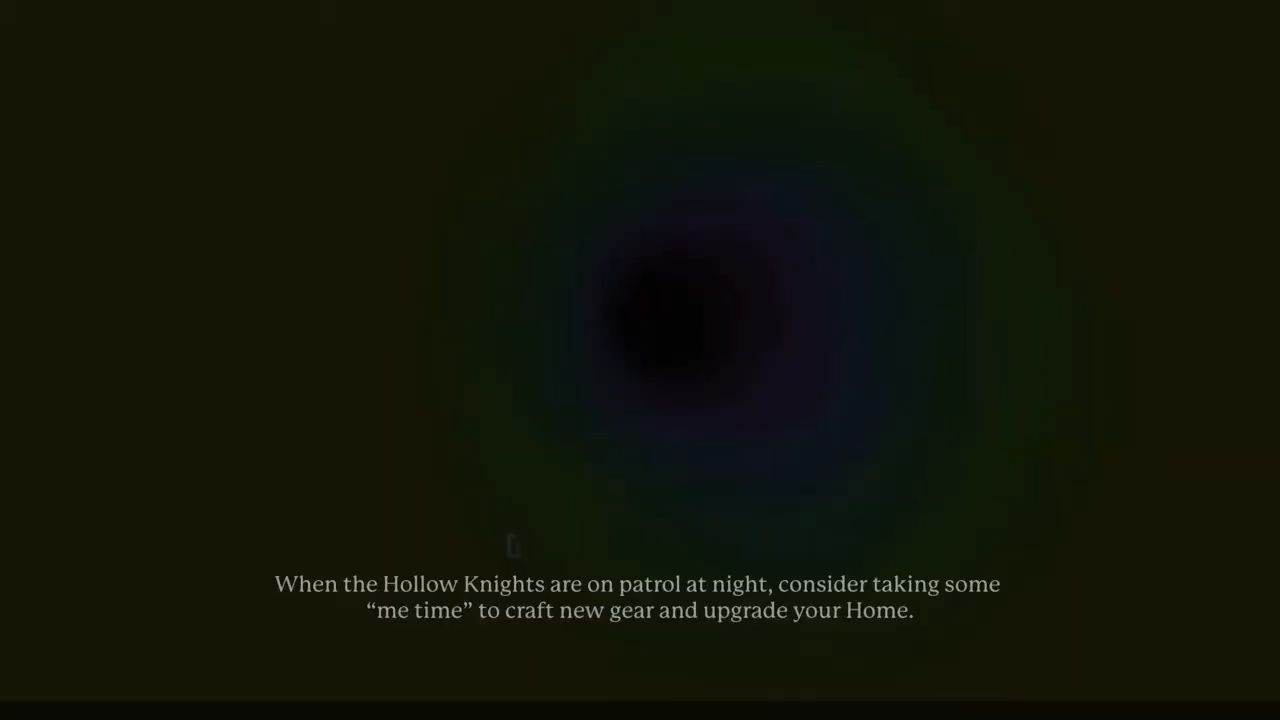 When the Hollow Knights are on patrol at night, consider taking some
“me time” to craft new gear and upgrade your Home.